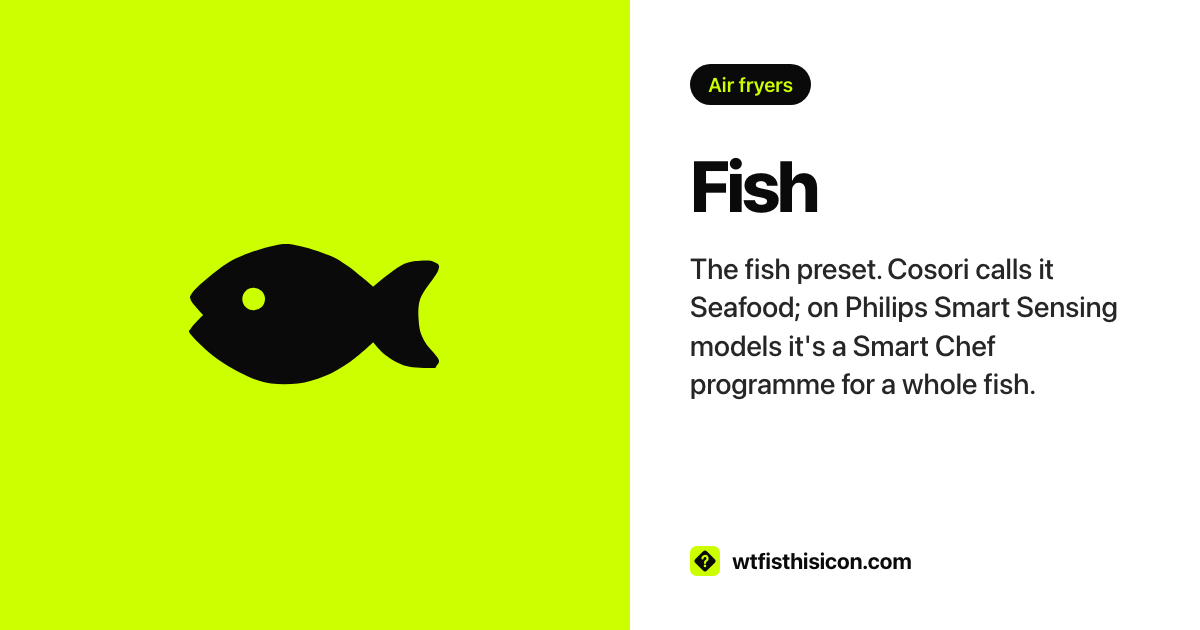 Air fryers
Fish
The fish preset. Cosori calls it
Seafood; on Philips Smart Sensing
models it's a Smart Chef
programme for a whole fish.
?
wtfisthisicon.com